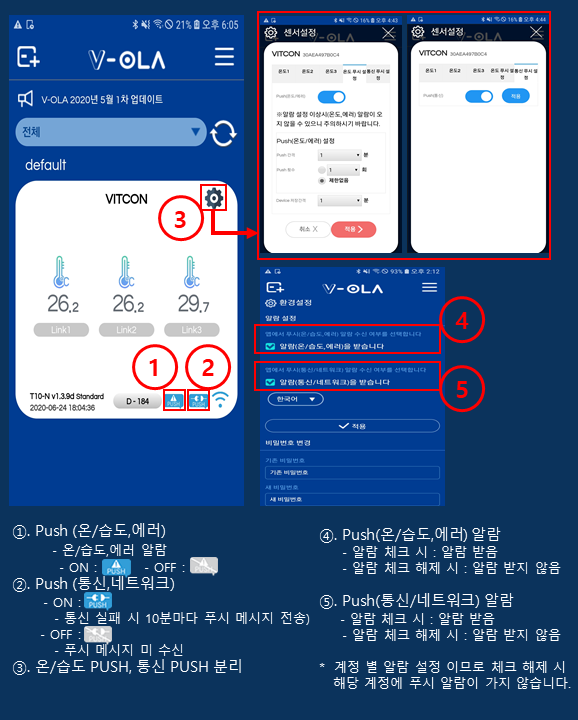 21% 오후 6:05
V-OLA
V-OLA 2020년 5월 1차 업데이트
전체
default
VITCON
③
26.2
26.2
29.7
Link1
Link2
Link3
①
②
T10-N v1.3.9d Standard
2020-06-24 18:04:36
D - 184
PUSH
PUSH
16% 오후 4:43
센서설정
VITCON 30AEA497B0C4
온도1 온도2 온도3 온도 푸시 설정 통신 푸시 설정
Push(온도/에러)
※알람 설정 이상시(온도,에러) 알람이 오지 않을 수 있으니 주의하시기 바랍니다.
Push(온도/에러) 설정
Push 간격 1 분
Push 횟수 1 회
제한없음
Device 저장간격 1 분
취소 X
적용 >
16% 오후 4:44
센서설정
VITCON 30AEA497B0C4
온도1 온도2 온도3 온도 푸시 설정 통신 푸시 설정
Push(통신)
적용
93% 오후 2:12
V-OLA
환경설정
알람 설정
앱에서 푸시(온/습도,에러) 알람 수신 여부를 선택합니다
알람(온/습도,에러)을 받습니다
④
앱에서 푸시(통신/네트워크) 알람 수신 여부를 선택합니다
알람(통신/네트워크)을 받습니다
⑤
한국어
적용
비밀번호 변경
기존 비밀번호
기존 비밀번호
새 비밀번호
새 비밀번호
①. Push (온/습도,에러)
- 온/습도,에러 알람
- ON : PUSH - OFF : PUSH
②. Push (통신,네트워크)
- ON : PUSH
- 통신 실패 시 10분마다 푸시 메시지 전송)
- OFF : PUSH
- 푸시 메시지 미 수신
③. 온/습도 PUSH, 통신 PUSH 분리
④. Push(온/습도,에러) 알람
- 알람 체크 시 : 알람 받음
- 알람 체크 해제 시 : 알람 받지 않음
⑤. Push(통신/네트워크) 알람
- 알람 체크 시 : 알람 받음
- 알람 체크 해제 시 : 알람 받지 않음
* 계정 별 알람 설정 이므로 체크 해제 시
해당 계정에 푸시 알람이 가지 않습니다.